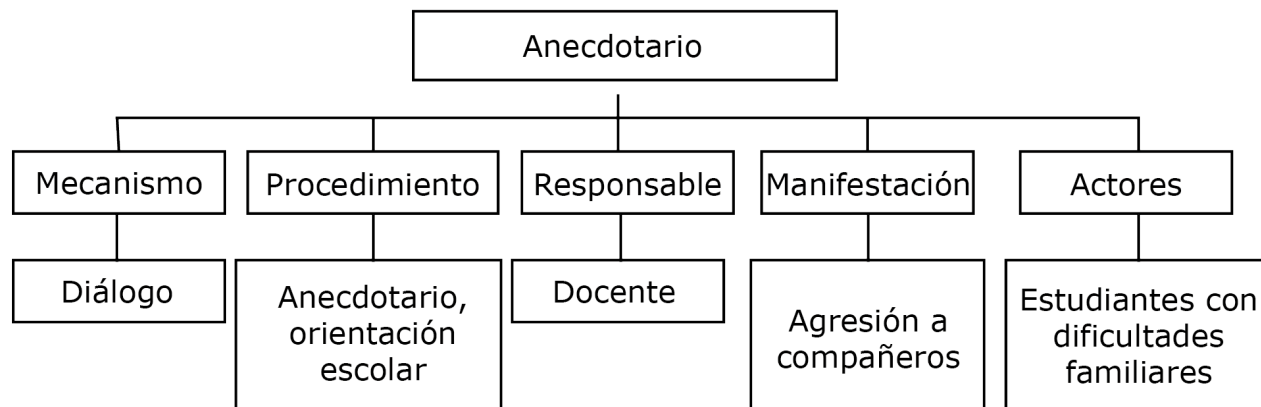 Anecdotario
Mecanismo
Procedimiento
Responsable
Manifestación
Actores
Diálogo
Anecdotario,
orientación
escolar
Docente
Agresión a
compañeros
Estudiantes con
dificultades
familiares